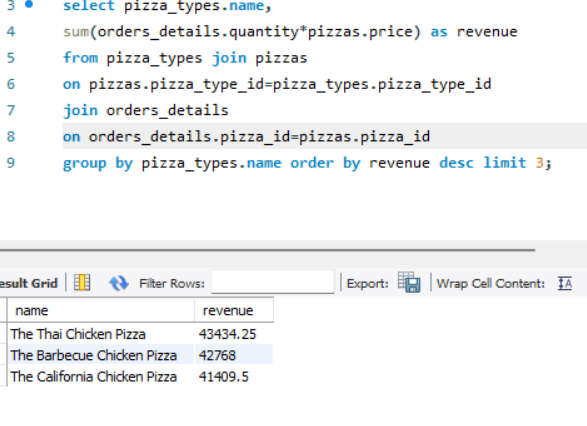 3 select pizza_types.name,
4 sum(orders_details.quantity*pizzas.price) as revenue
5 from pizza_types join pizzas
6 on pizzas.pizza_type_id=pizza_types.pizza_type_id
7 join orders_details
8 on orders_details.pizza_id=pizzas.pizza_id
9 group by pizza_types.name order by revenue desc limit 3;
esult Grid Filter Rows: Export: Wrap Cell Content: IA
name revenue
The Thai Chicken Pizza 43434.25
The Barbecue Chicken Pizza 42768
The California Chicken Pizza 41409.5